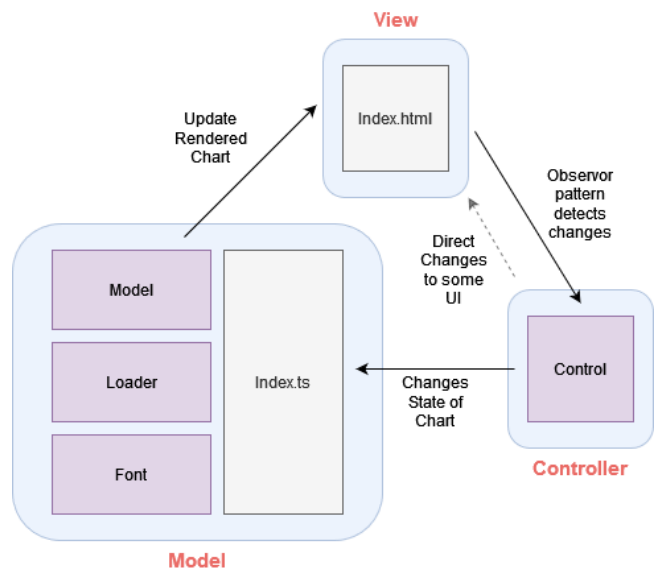 View
Index.html
Update
Rendered
Chart
Observor
pattern
detects
changes
Direct
Changes
to some
UI
Model
Loader
Font
Index.ts
Changes
State of
Chart
Control
Controller
Model